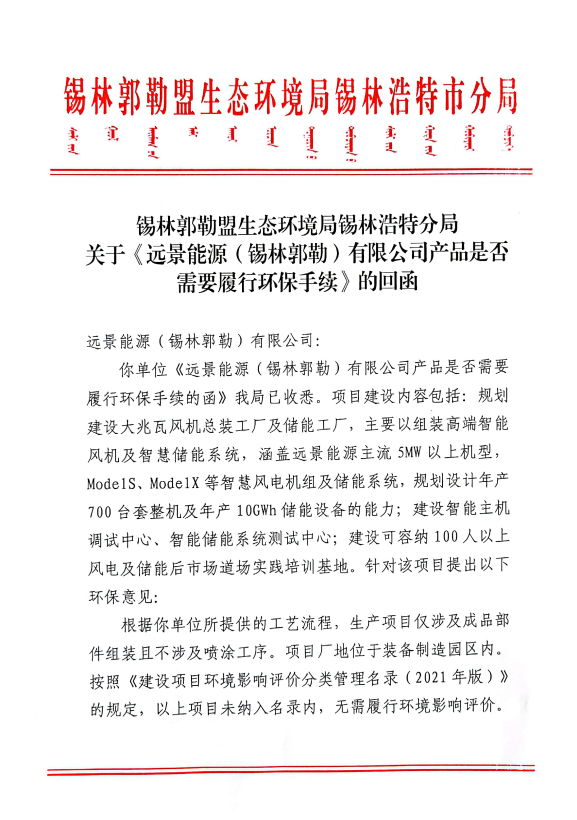 锡林郭勒盟生态环境局锡林浩特市分局
锡林郭勒盟生态环境局锡林浩特分局
关于《远景能源（锡林郭勒）有限公司产品是否
需要履行环保手续》的回函
远景能源（锡林郭勒）有限公司：
你单位《远景能源（锡林郭勒）有限公司产品是否需要
履行环保手续的函》我局已收悉。项目建设内容包括：规划
建设大兆瓦风机总装工厂及储能工厂，主要以组装高端智能
风机及智慧储能系统，涵盖远景能源主流 5MW 以上机型，
ModelS、ModelX 等智慧风电机组及储能系统，规划设计年产
700 台套整机及年产 10GWh 储能设备的能力；建设智能主机
调试中心、智能储能系统测试中心；建设可容纳 100 人以上
风电及储能后市场道场实践培训基地。针对该项目提出以下
环保意见：
根据你单位所提供的工艺流程，生产项目仅涉及成品部
件组装且不涉及喷涂工序。项目厂地位于装备制造园区内。
按照《建设项目环境影响评价分类管理名录（2021 年版）》
的规定，以上项目未纳入名录内，无需履行环境影响评价。